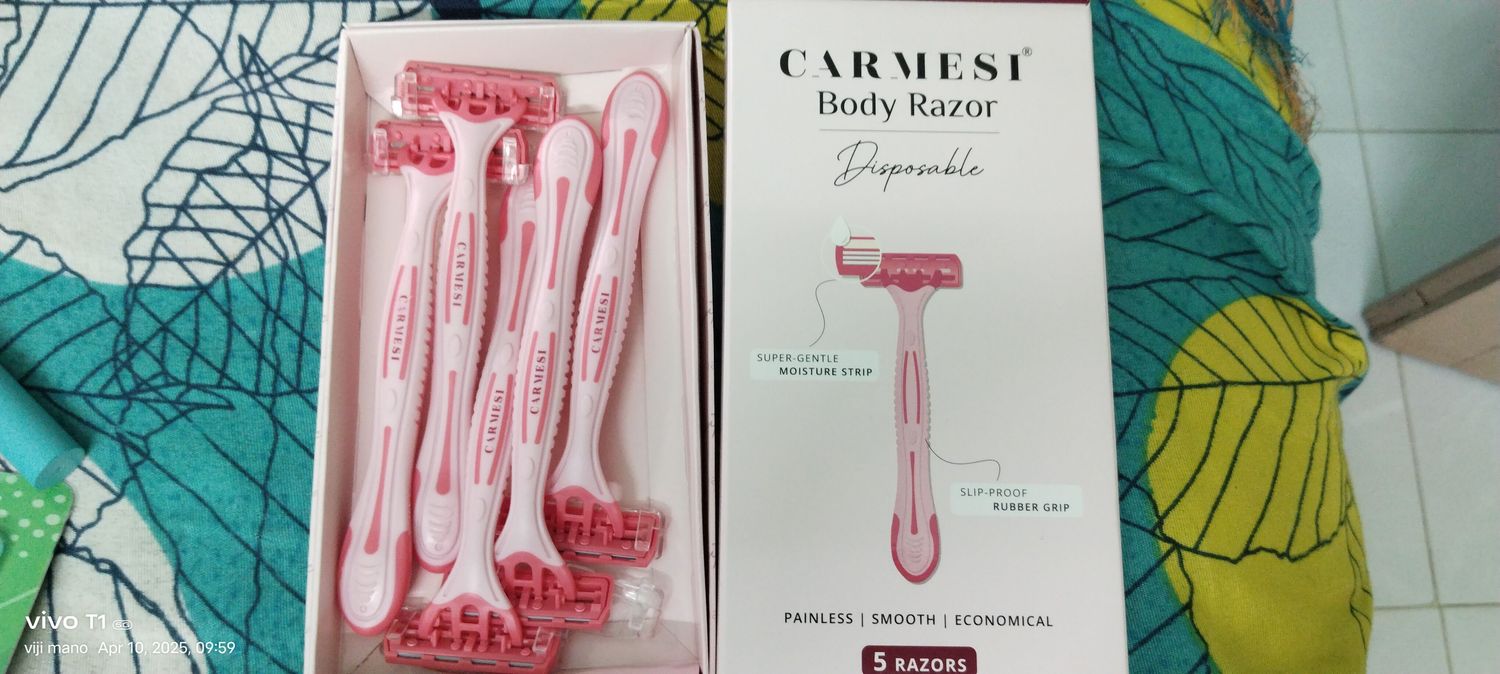 CARMESI
CARMESI
CARMESI
CARMESI
CARMESI
CARMESI®
Body Razor
Disposable
SUPER-GENTLE
MOISTURE STRIP
SLIP-PROOF
RUBBER GRIP
PAINLESS | SMOOTH | ECONOMICAL
5 RAZORS
vivo T1 5G
viji mano Apr 10, 2025, 09:59